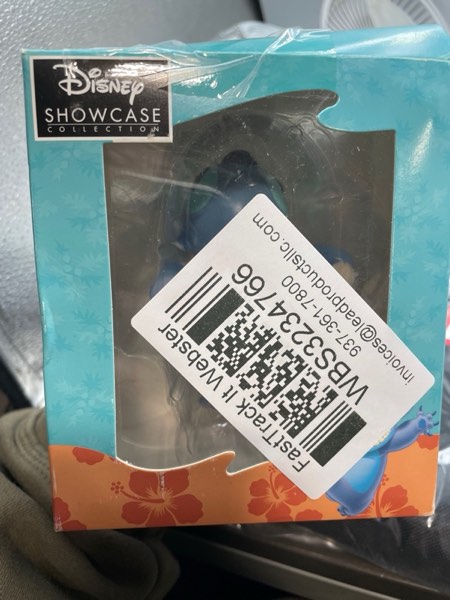 Disney
SHOWCASE
COLLECTION
FastTrack It Webster
WBS3234766
937-361-7800
invoices@leadproductsllc.com